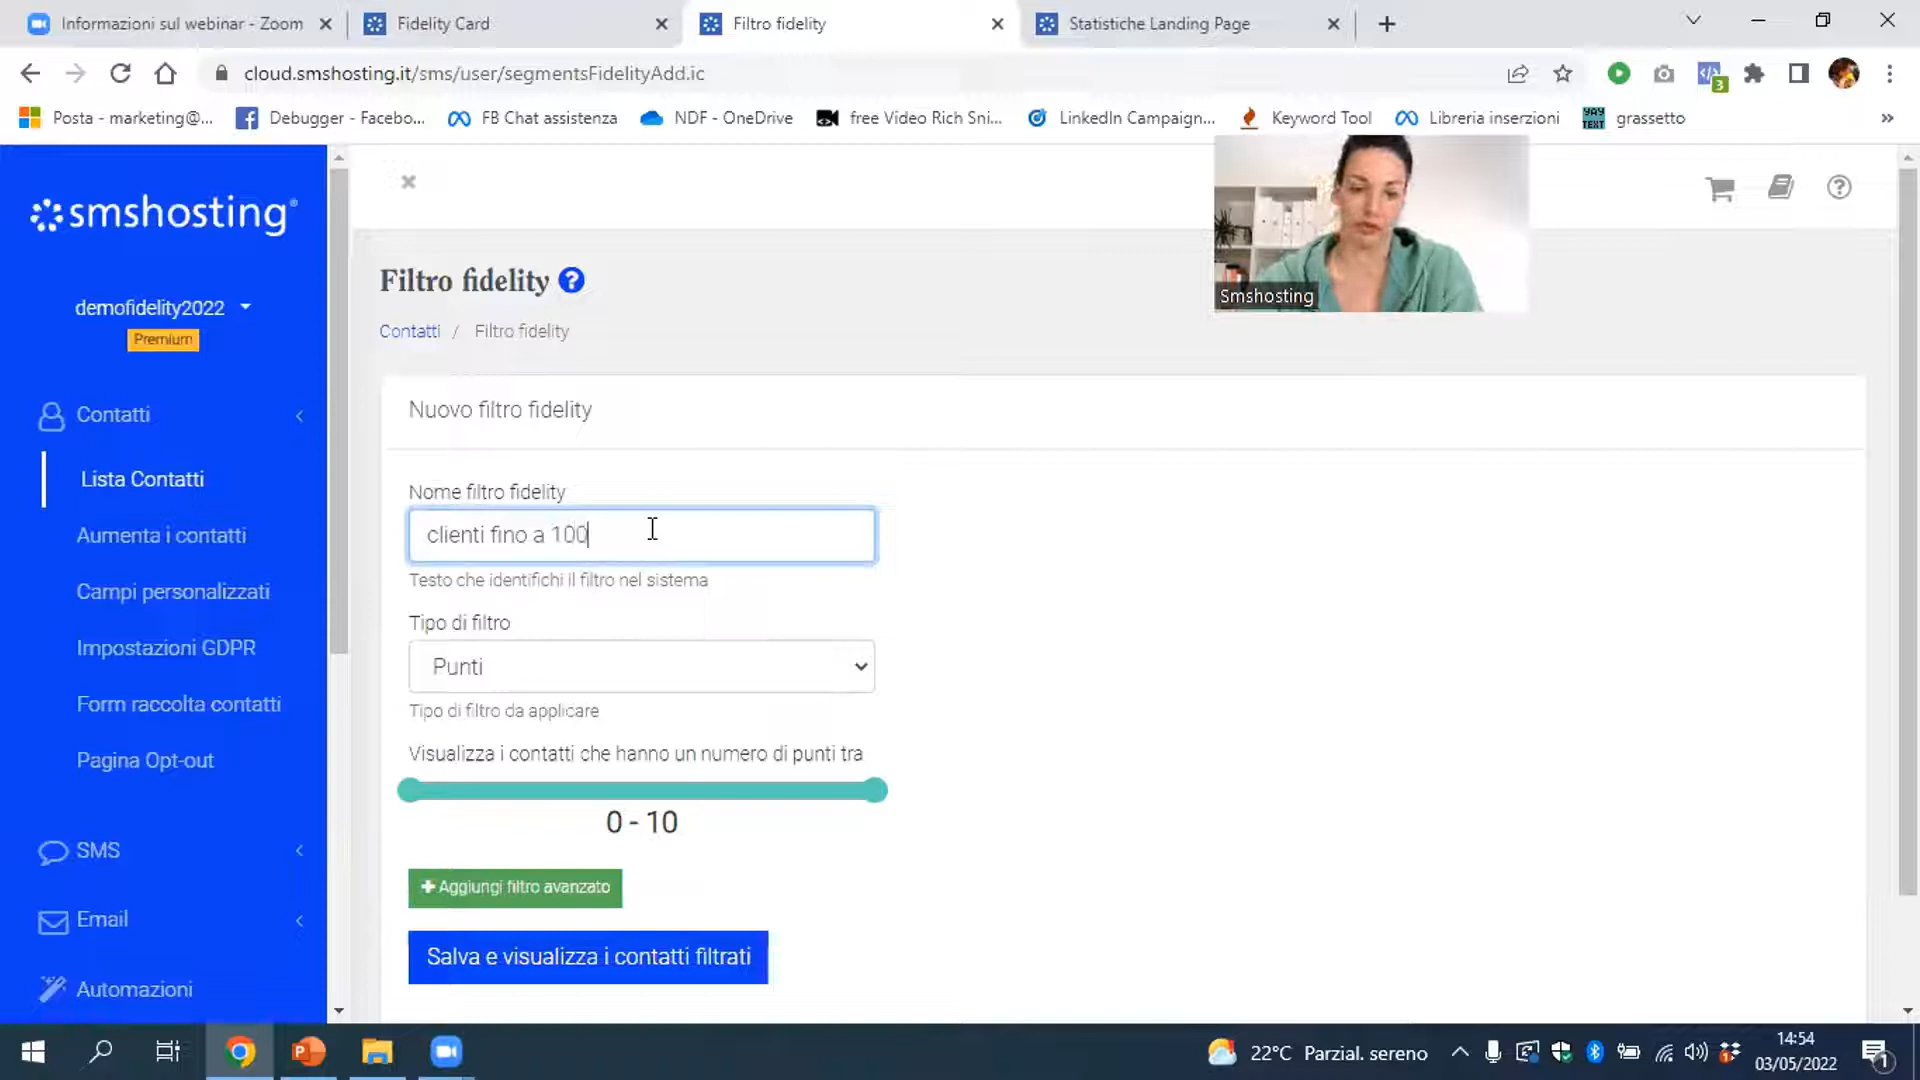 Informazioni sul webinar - Zoom
Fidelity Card
Filtro fidelity
Statistiche Landing Page
cloud.smshosting.it/sms/user/segmentsFidelityAdd.ic
3
Posta - marketing@...
Debugger - Facebo...
FB Chat assistenza
NDF - OneDrive
free Video Rich Sni...
LinkedIn Campaign...
Keyword Tool
Libreria inserzioni
YAY TEXT
grassetto
»
smshosting®
Smshosting
demofidelity2022
Premium
Filtro fidelity
Contatti / Filtro fidelity
Contatti
Lista Contatti
Aumenta i contatti
Campi personalizzati
Impostazioni GDPR
Form raccolta contatti
Pagina Opt-out
SMS
Email
Automazioni
Nuovo filtro fidelity
Nome filtro fidelity
clienti fino a 100
Testo che identifichi il filtro nel sistema
Tipo di filtro
Punti
Tipo di filtro da applicare
Visualizza i contatti che hanno un numero di punti tra
0 - 10
+ Aggiungi filtro avanzato
Salva e visualizza i contatti filtrati
22°C Parzial. sereno
14:54
03/05/2022
1